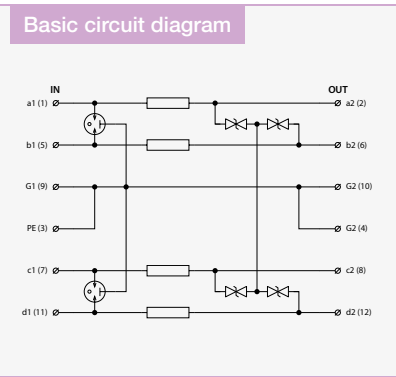 Basic circuit diagram
IN OUT
a1 (1) a2 (2)
b1 (5) b2 (6)
G1 (9) G2 (10)
PE (3) G2 (4)
c1 (7) c2 (8)
d1 (11) d2 (12)